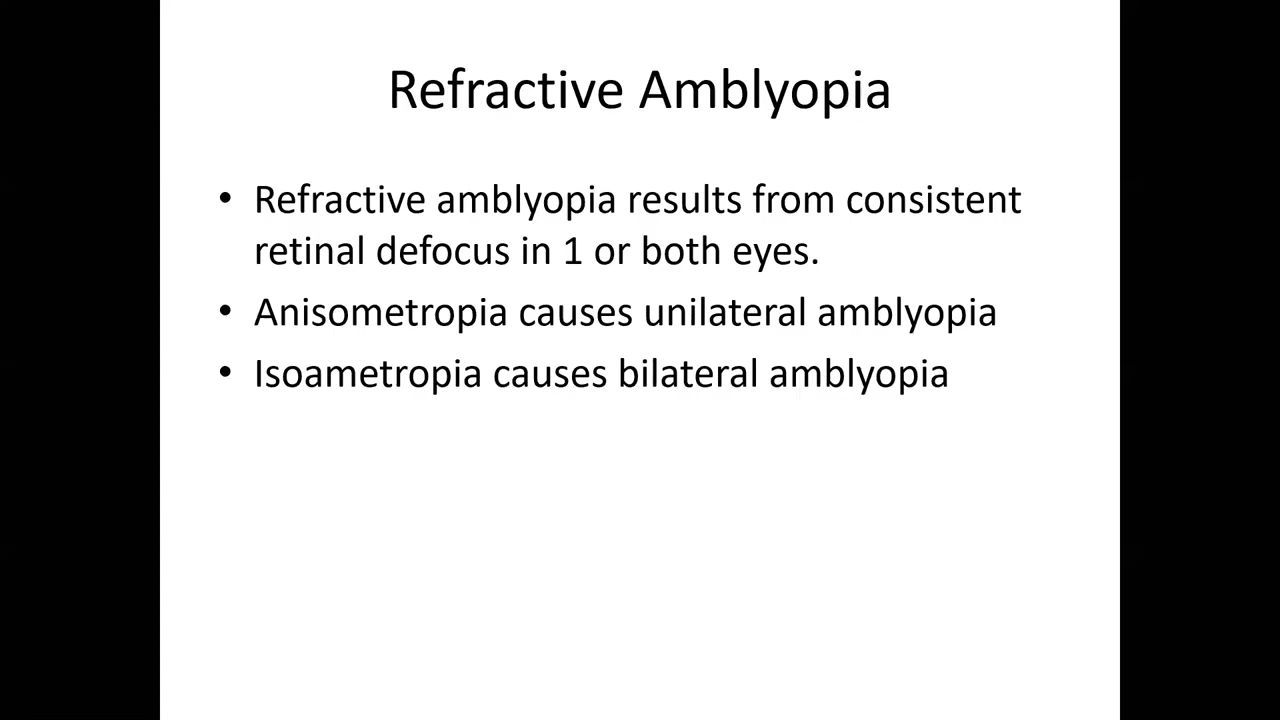 Refractive Amblyopia
• Refractive amblyopia results from consistent
retinal defocus in 1 or both eyes.
• Anisometropia causes unilateral amblyopia
• Isoametropia causes bilateral amblyopia